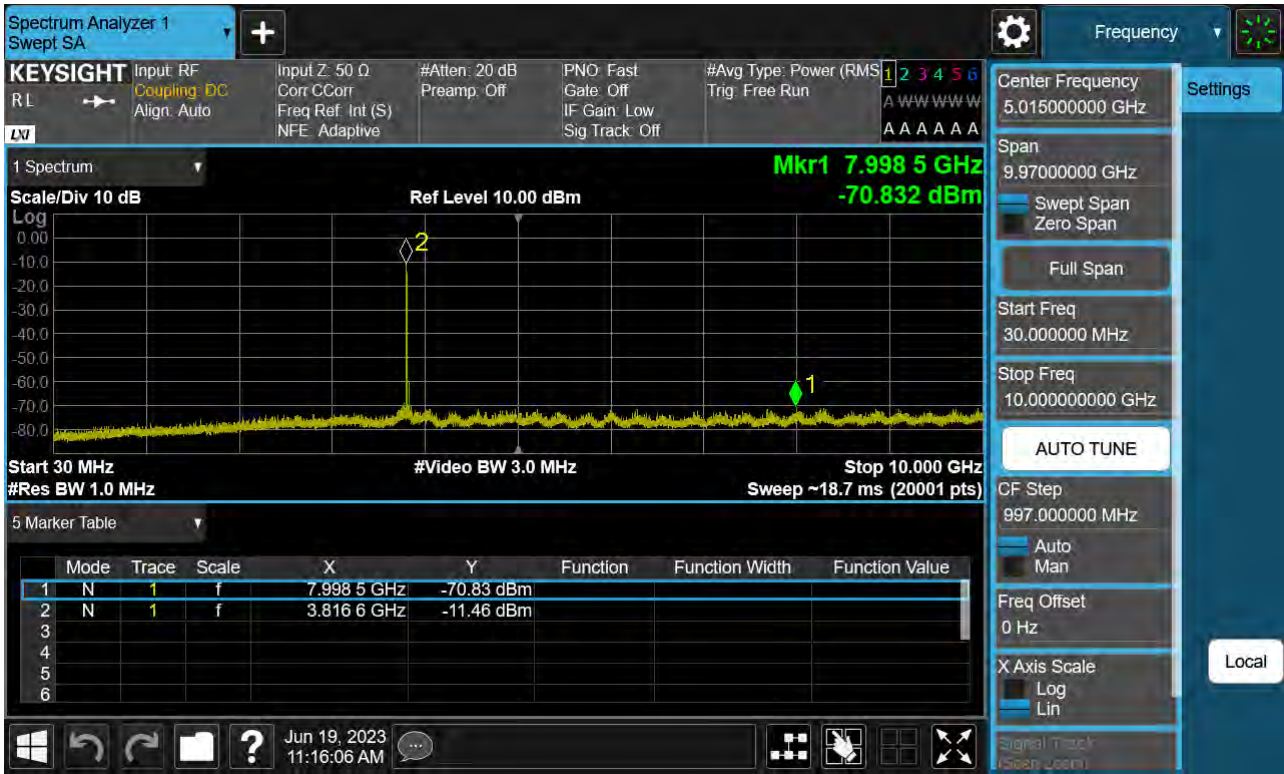 Spectrum Analyzer 1
Swept SA
+
Frequency
KEYSIGHT
RL
LXI
Input: RF
Coupling: DC
Align: Auto
Input Z: 50 Ω
Corr CCorr
Freq Ref: Int (S)
NFE: Adaptive
#Atten: 20 dB
Preamp: Off
PNO: Fast
Gate: Off
IF Gain: Low
Sig Track: Off
#Avg Type: Power (RMS
Trig: Free Run
1 2 3 4 5 6
A W W W W W
A A A A A A
1 Spectrum
Mkr1 7.998 5 GHz
Scale/Div 10 dB
Ref Level 10.00 dBm
-70.832 dBm
Log
0.00
-10.0
-20.0
-30.0
-40.0
-50.0
-60.0
-70.0
-80.0
2
1
Start 30 MHz
#Video BW 3.0 MHz
Stop 10.000 GHz
#Res BW 1.0 MHz
Sweep ~18.7 ms (20001 pts)
5 Marker Table
Mode Trace Scale X Y Function Function Width Function Value
1 N 1 f 7.998 5 GHz -70.83 dBm
2 N 1 f 3.816 6 GHz -11.46 dBm
3
4
5
6
Center Frequency
5.015000000 GHz
Settings
Span
9.97000000 GHz
Swept Span
Zero Span
Full Span
Start Freq
30.000000 MHz
Stop Freq
10.000000000 GHz
AUTO TUNE
CF Step
997.000000 MHz
Auto
Man
Freq Offset
0 Hz
X Axis Scale
Log
Lin
Signal Track
(Span Zoom)
Local
?
Jun 19, 2023
11:16:06 AM